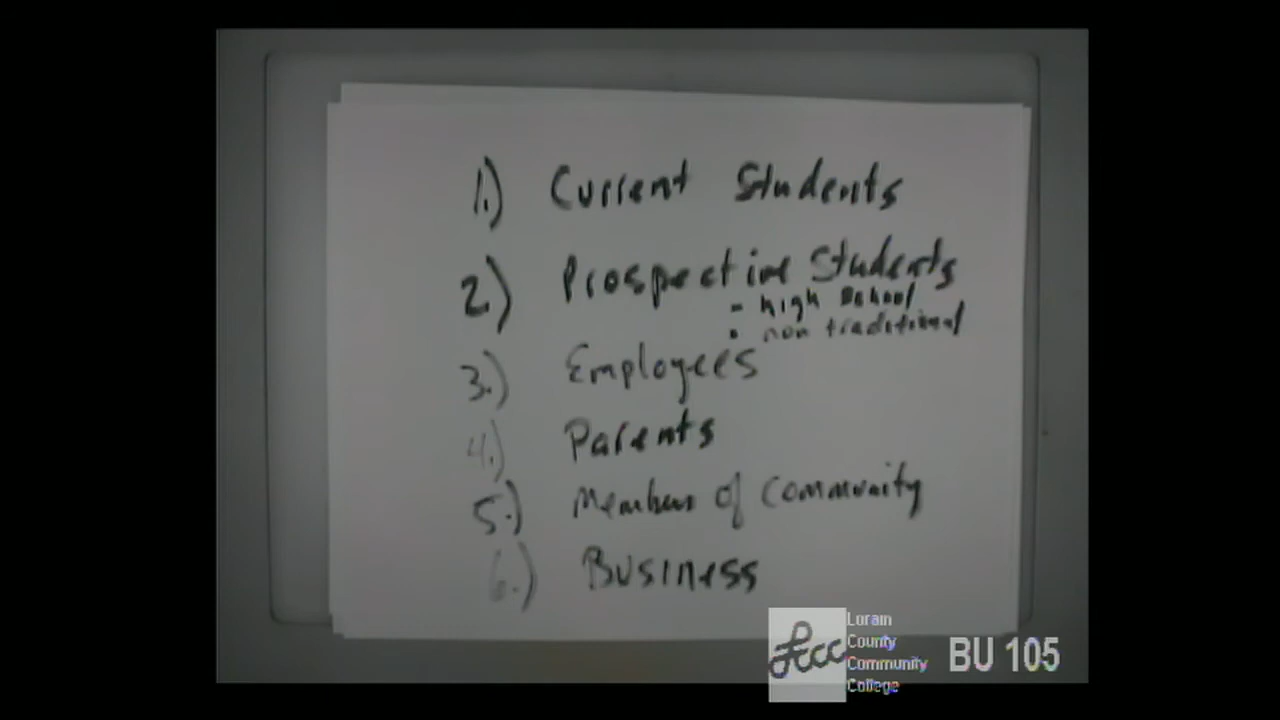 1.) Current Students
2.) Prospective Students
- high school
• non traditional
3.) Employees
4.) Parents
5.) Members of Community
6.) Business
lccc
Lorain
County
Community
College
BU 105